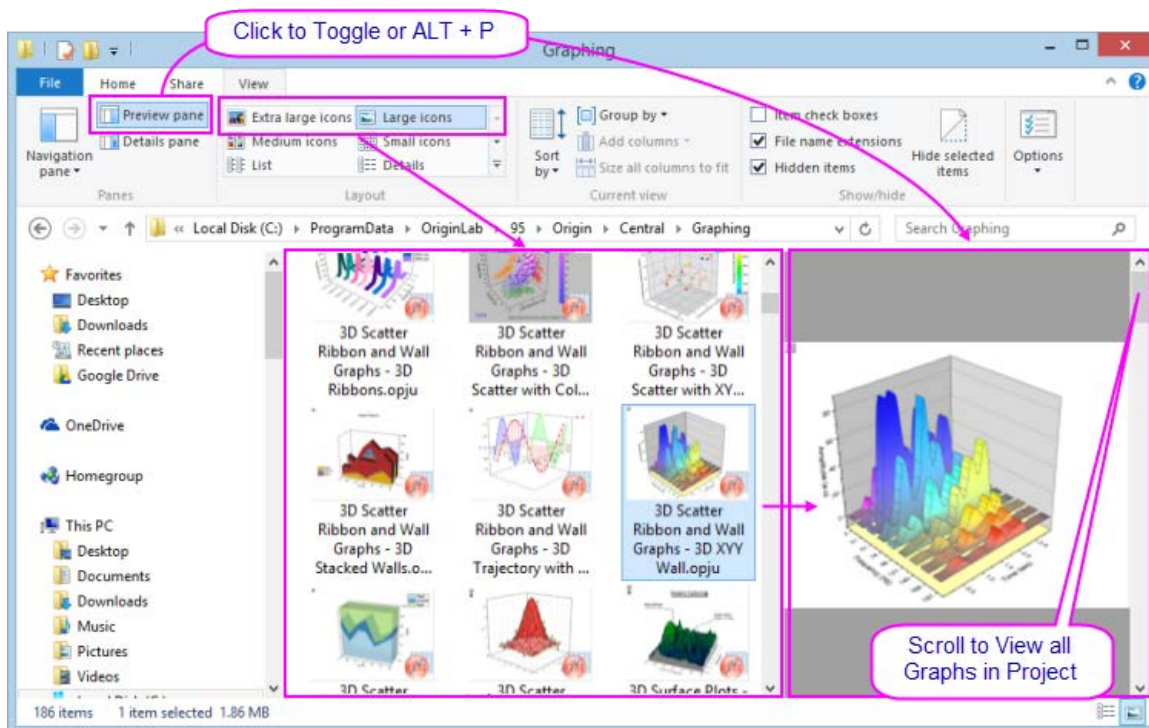 Click to Toggle or ALT + P
Graphing
File Home Share View
Preview pane
Details pane
Navigation pane
Panes
Extra large icons Large icons
Medium icons Small icons
List Details
Layout
Sort by
Group by
Add columns
Size all columns to fit
Current view
Item check boxes
File name extensions
Hidden items
Hide selected items
Show/hide
Options
« Local Disk (C:) ProgramData OriginLab 95 Origin Central Graphing
Search Graphing
Favorites
Desktop
Downloads
Recent places
Google Drive
OneDrive
Homegroup
This PC
Desktop
Documents
Downloads
Music
Pictures
Videos
3D Scatter
Ribbon and Wall
Graphs - 3D
Ribbons.opju
3D Scatter
Ribbon and Wall
Graphs - 3D
Scatter with Col...
3D Scatter
Ribbon and Wall
Graphs - 3D
Scatter with XY...
3D Scatter
Ribbon and Wall
Graphs - 3D
Stacked Walls.o...
3D Scatter
Ribbon and Wall
Graphs - 3D
Trajectory with ...
3D Scatter
Ribbon and Wall
Graphs - 3D XYY
Wall.opju
3D Scatter
3D Scatter
3D Surface Plots -
Scroll to View all
Graphs in Project
186 items 1 item selected 1.86 MB